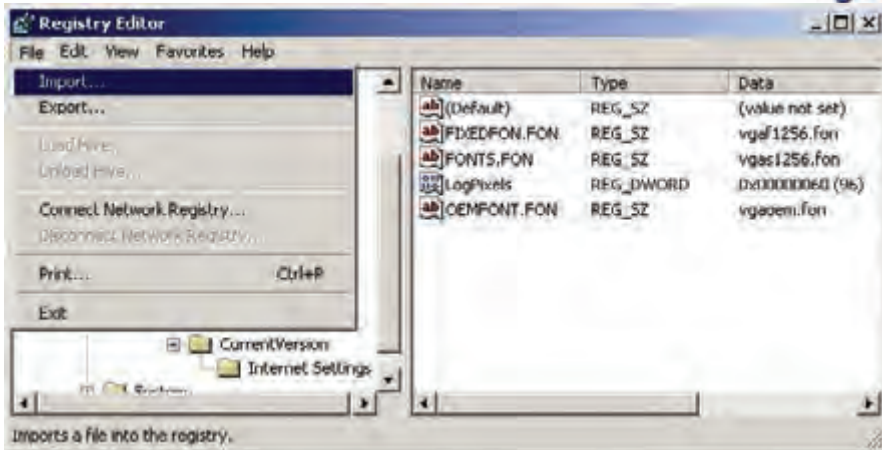 Registry Editor
File Edit View Favorites Help
Import...
Export...
Load Hive...
Unload Hive...
Connect Network Registry...
Disconnect Network Registry...
Print... Ctrl+P
Exit
CurrentVersion
Internet Settings
System
Name Type Data
(Default) REG_SZ (value not set)
FIXEDFON.FON REG_SZ vgaf1256.fon
FONTS.FON REG_SZ vgas1256.fon
LogPixels REG_DWORD 0x00000060 (96)
OEMFONT.FON REG_SZ vgaoem.fon
Imports a file into the registry.